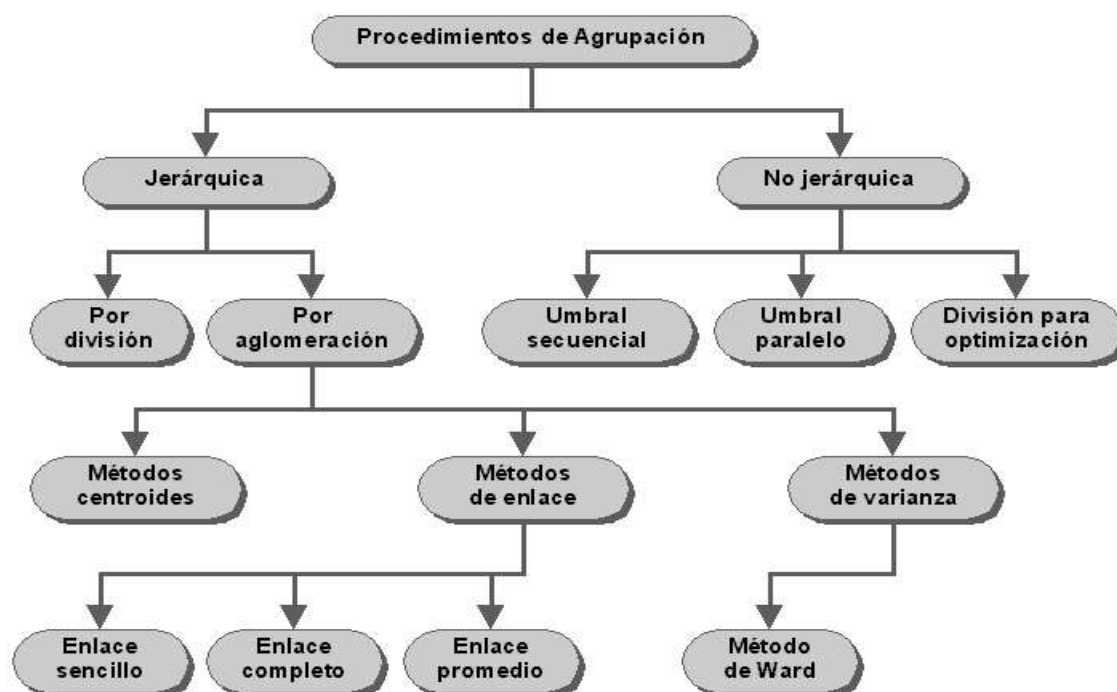 Procedimientos de Agrupación
Jerárquica
No jerárquica
Por
división
Por
aglomeración
Umbral
secuencial
Umbral
paralelo
División para
optimización
Métodos
centroides
Métodos
de enlace
Métodos
de varianza
Enlace
sencillo
Enlace
completo
Enlace
promedio
Método
de Ward